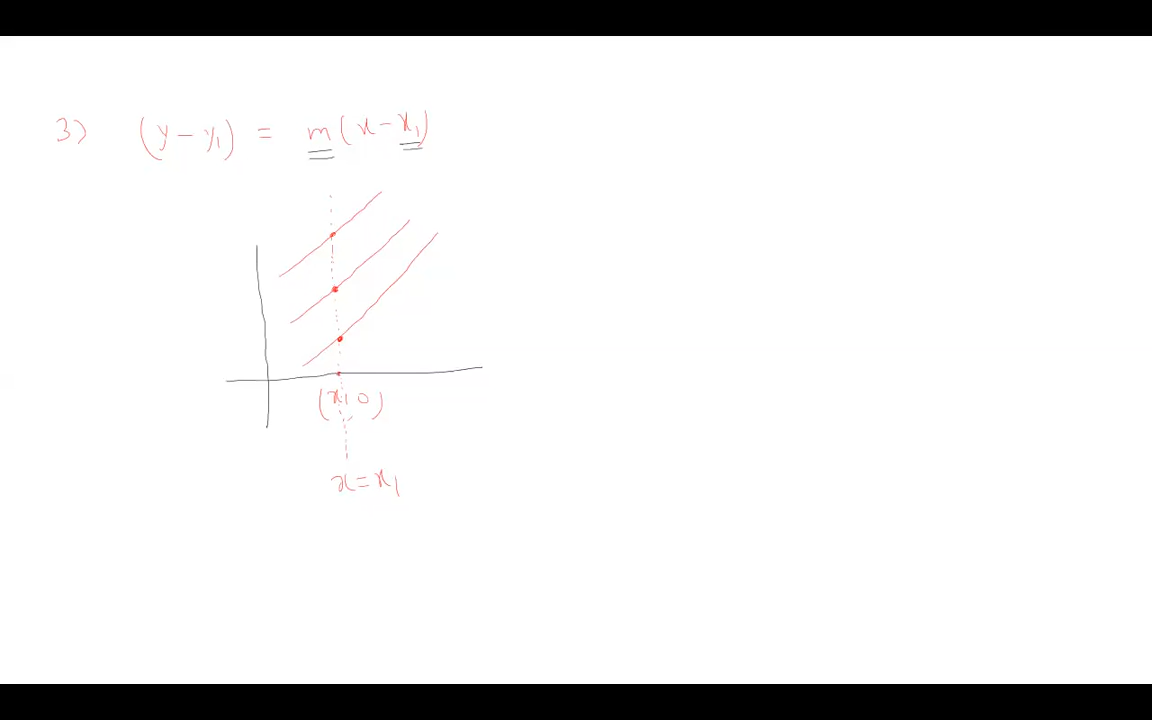 3) (y-y₁) = m(x-x₁)
(x₁ 0)
x=x₁